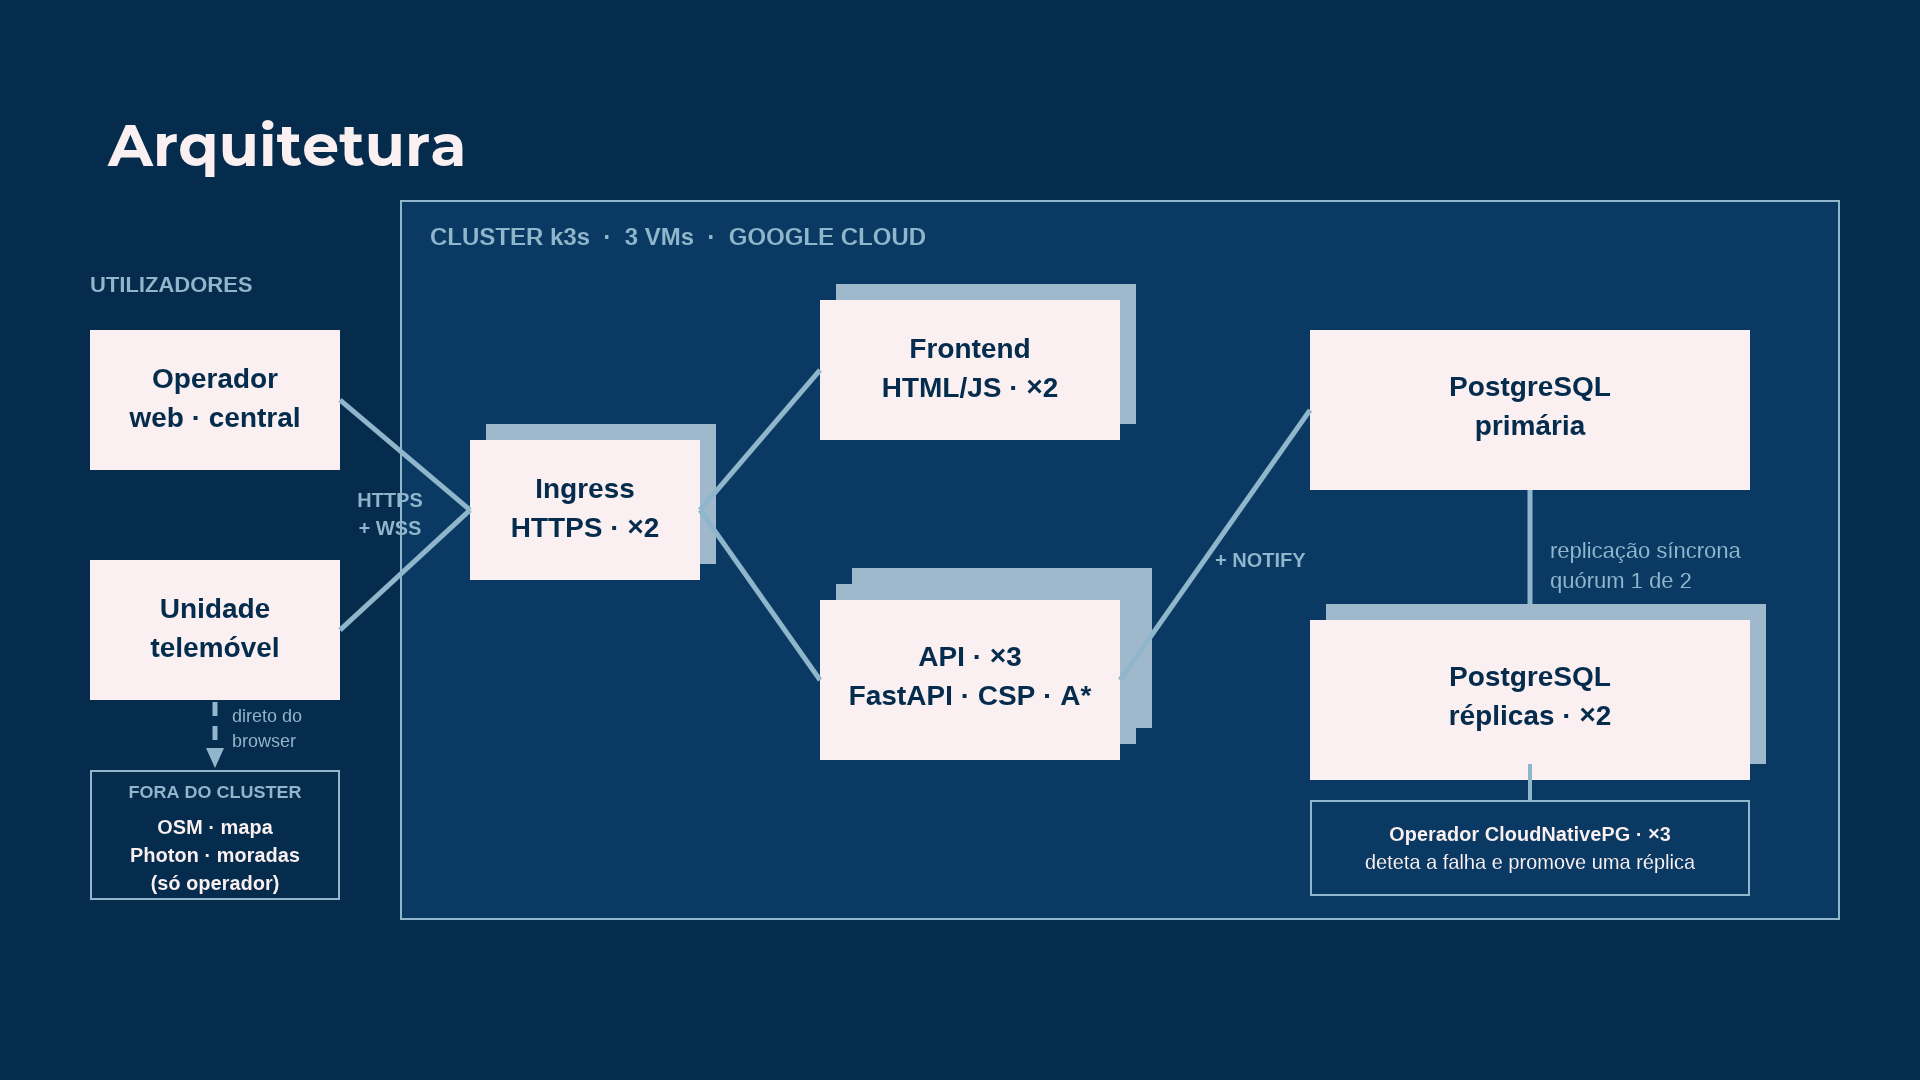 Arquitetura
CLUSTER k3s · 3 VMs · GOOGLE CLOUD
UTILIZADORES
Operador
web · central
HTTPS
+ WSS
Unidade
telemóvel
direto do
browser
FORA DO CLUSTER
OSM · mapa
Photon · moradas
(só operador)
Ingress
HTTPS · ×2
Frontend
HTML/JS · ×2
API · ×3
FastAPI · CSP · A*
+ NOTIFY
PostgreSQL
primária
replicação síncrona
quórum 1 de 2
PostgreSQL
réplicas · ×2
Operador CloudNativePG · ×3
deteta a falha e promove uma réplica